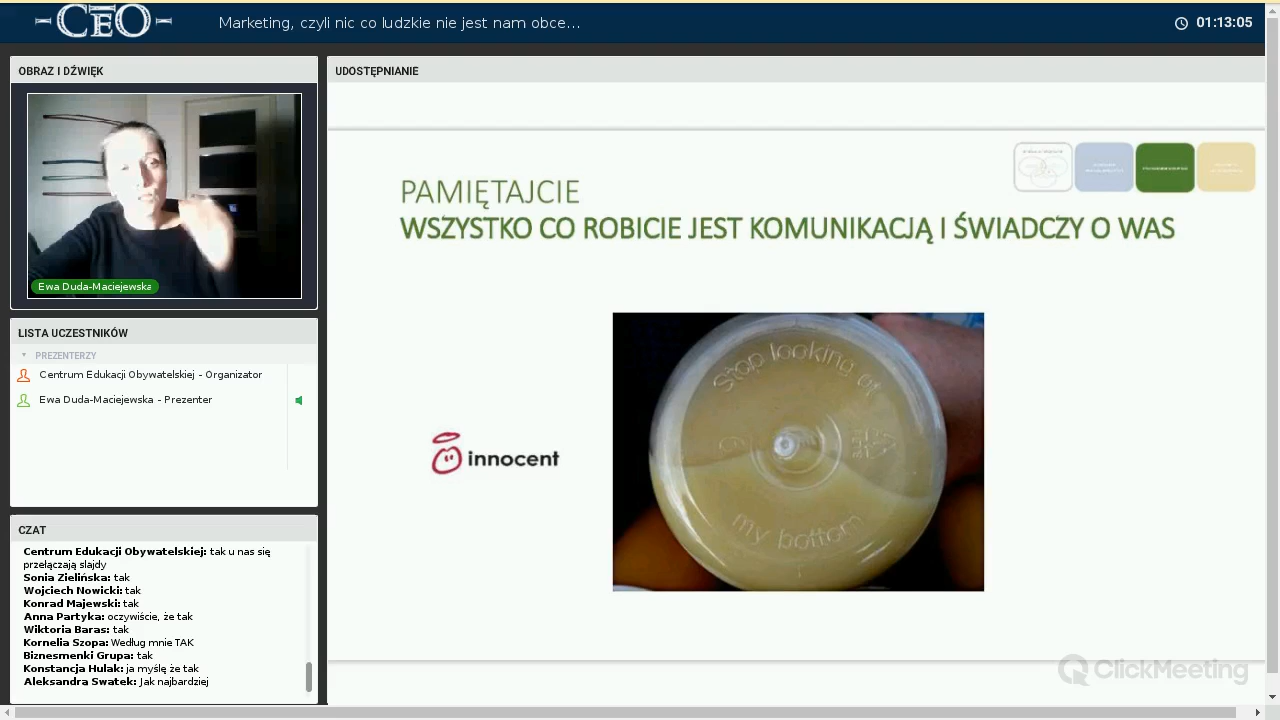 CEO
Marketing, czyli nic co ludzkie nie jest nam obce...
01:13:05
OBRAZ I DŹWIĘK
Ewa Duda-Maciejewska
LISTA UCZESTNIKÓW
PREZENTERZY
Centrum Edukacji Obywatelskiej - Organizator
Ewa Duda-Maciejewska - Prezenter
CZAT
Centrum Edukacji Obywatelskiej: tak u nas się
przełączają slajdy
Sonia Zielińska: tak
Wojciech Nowicki: tak
Konrad Majewski: tak
Anna Partyka: oczywiście, że tak
Wiktoria Baras: tak
Kornelia Szopa: Według mnie TAK
Biznesmenki Grupa: tak
Konstancja Hulak: ja myślę że tak
Aleksandra Swatek: Jak najbardziej
UDOSTĘPNIANIE
PAMIĘTAJCIE
WSZYSTKO CO ROBICIE JEST KOMUNIKACJĄ I ŚWIADCZY O WAS
innocent
Stop looking at
my bottom
ClickMeeting